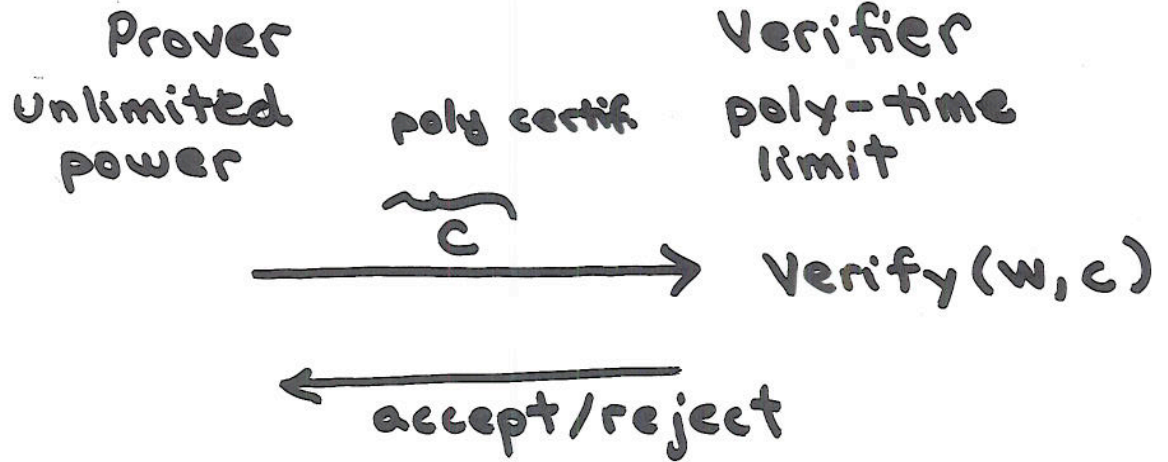 Prover
Verifier
Unlimited
power
poly certif.
poly-time
limit
c
Verify(w,c)
accept/reject